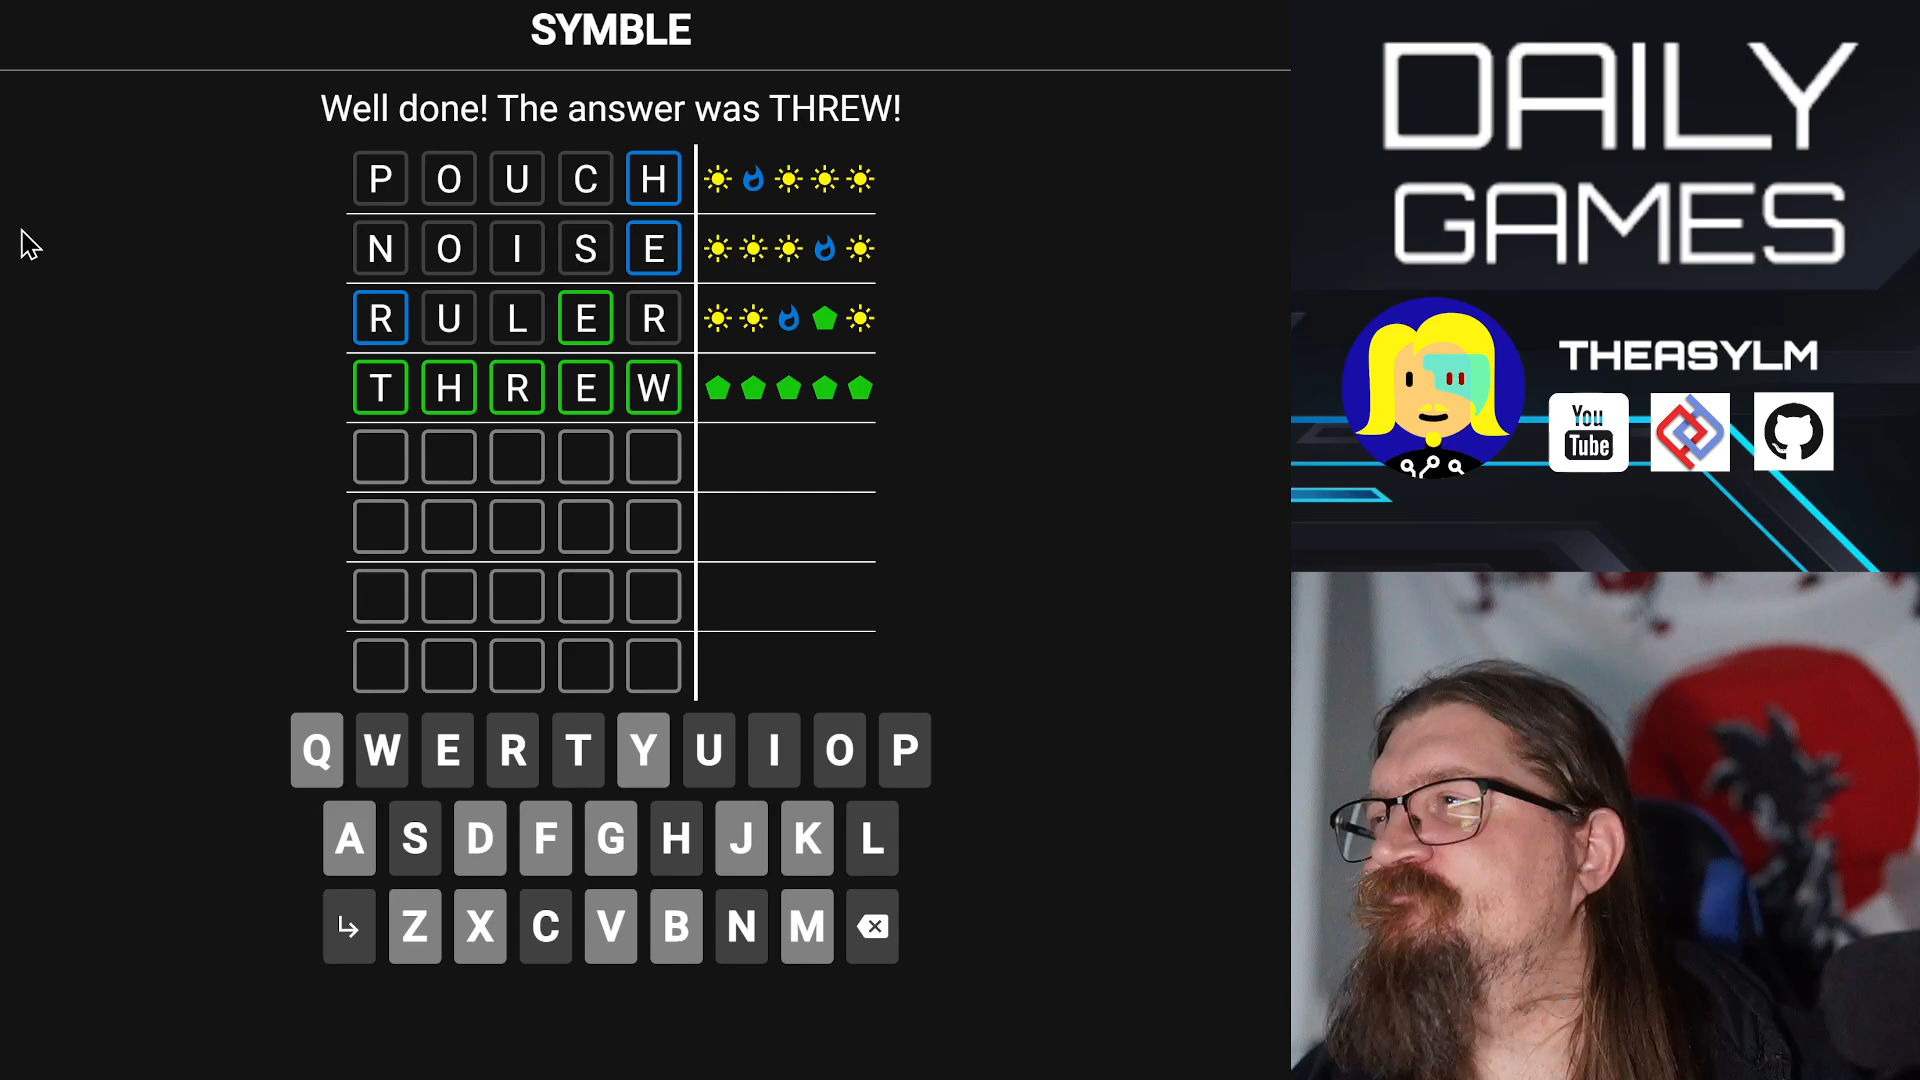 SYMBLE
Well done! The answer was THREW!
P O U C H
N O I S E
R U L E R
T H R E W
Q W E R T Y U I O P
A S D F G H J K L
Z X C V B N M
DAILY
GAMES
THEASYLM
You
Tube